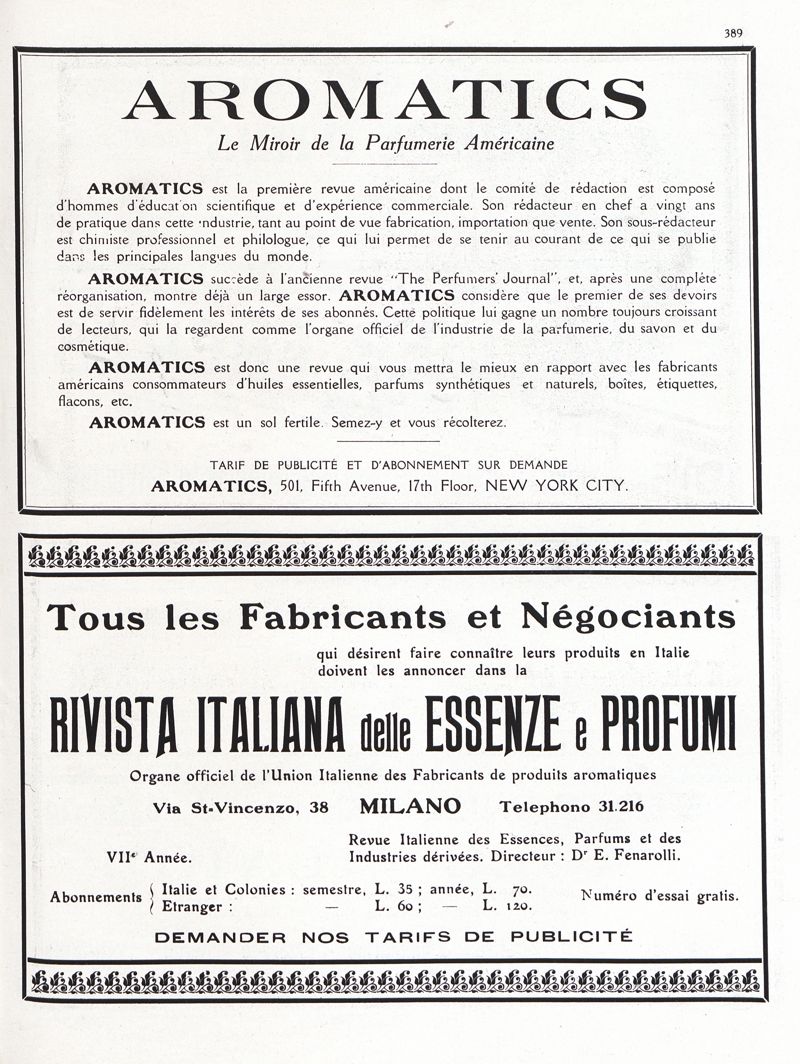 389
AROMATICS
Le Miroir de la Parfumerie Américaine
AROMATICS est la première revue américaine dont le comité de rédaction est composé
d'hommes d'éducation scientifique et d'expérience commerciale. Son rédacteur en chef a vingt ans
de pratique dans cette industrie, tant au point de vue fabrication, importation que vente. Son sous-rédacteur
est chimiste professionnel et philologue, ce qui lui permet de se tenir au courant de ce qui se publie
dans les principales langues du monde.
AROMATICS succède à l'ancienne revue "The Perfumers' Journal", et, après une complète
réorganisation, montre déjà un large essor. AROMATICS considère que le premier de ses devoirs
est de servir fidèlement les intérêts de ses abonnés. Cette politique lui gagne un nombre toujours croissant
de lecteurs, qui la regardent comme l'organe officiel de l'industrie de la parfumerie, du savon et du
cosmétique.
AROMATICS est donc une revue qui vous mettra le mieux en rapport avec les fabricants
américains consommateurs d'huiles essentielles, parfums synthétiques et naturels, boîtes, étiquettes,
flacons, etc.
AROMATICS est un sol fertile. Semez-y et vous récolterez.
TARIF DE PUBLICITÉ ET D'ABONNEMENT SUR DEMANDE
AROMATICS, 501, Fifth Avenue, 17th Floor, NEW YORK CITY.
Tous les Fabricants et Négociants
qui désirent faire connaître leurs produits en Italie
doivent les annoncer dans la
RIVISTA ITALIANA delle ESSENZE e PROFUMI
Organe officiel de l'Union Italienne des Fabricants de produits aromatiques
Via St-Vincenzo, 38 MILANO Telephono 31.216
VIIe Année.
Revue Italienne des Essences, Parfums et des
Industries dérivées. Directeur : Dr E. Fenarolli.
Abonnements { Italie et Colonies : semestre, L. 35 ; année, L. 70.
Etranger : — L. 60 ; — L. 120.
Numéro d'essai gratis.
DEMANDER NOS TARIFS DE PUBLICITÉ